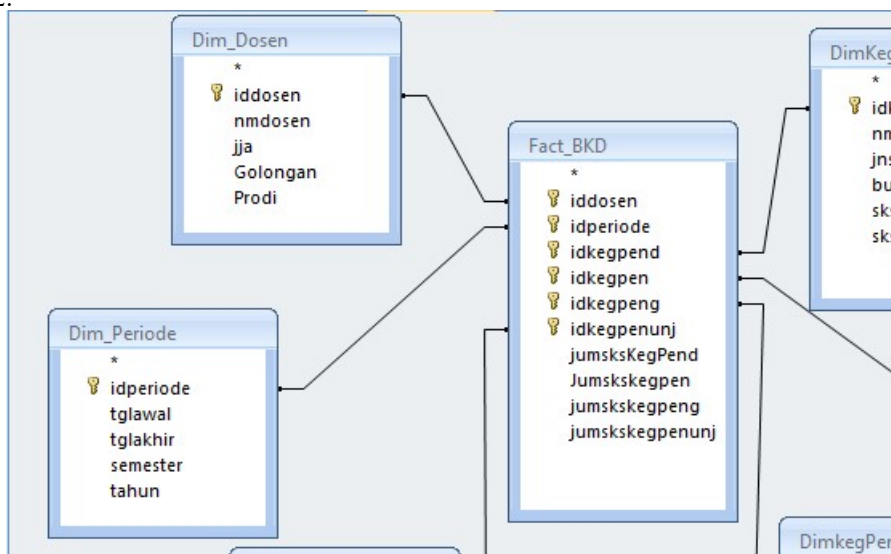 Dim_Dosen
*
iddosen
nmdosen
jja
Golongan
Prodi
Fact_BKD
*
iddosen
idperiode
idkegpend
idkegpen
idkegpeng
idkegpenunj
jumsksKegPend
Jumskskegpen
jumskskegpeng
jumskskegpenunj
Dim_Periode
*
idperiode
tglawal
tglakhir
semester
tahun
*